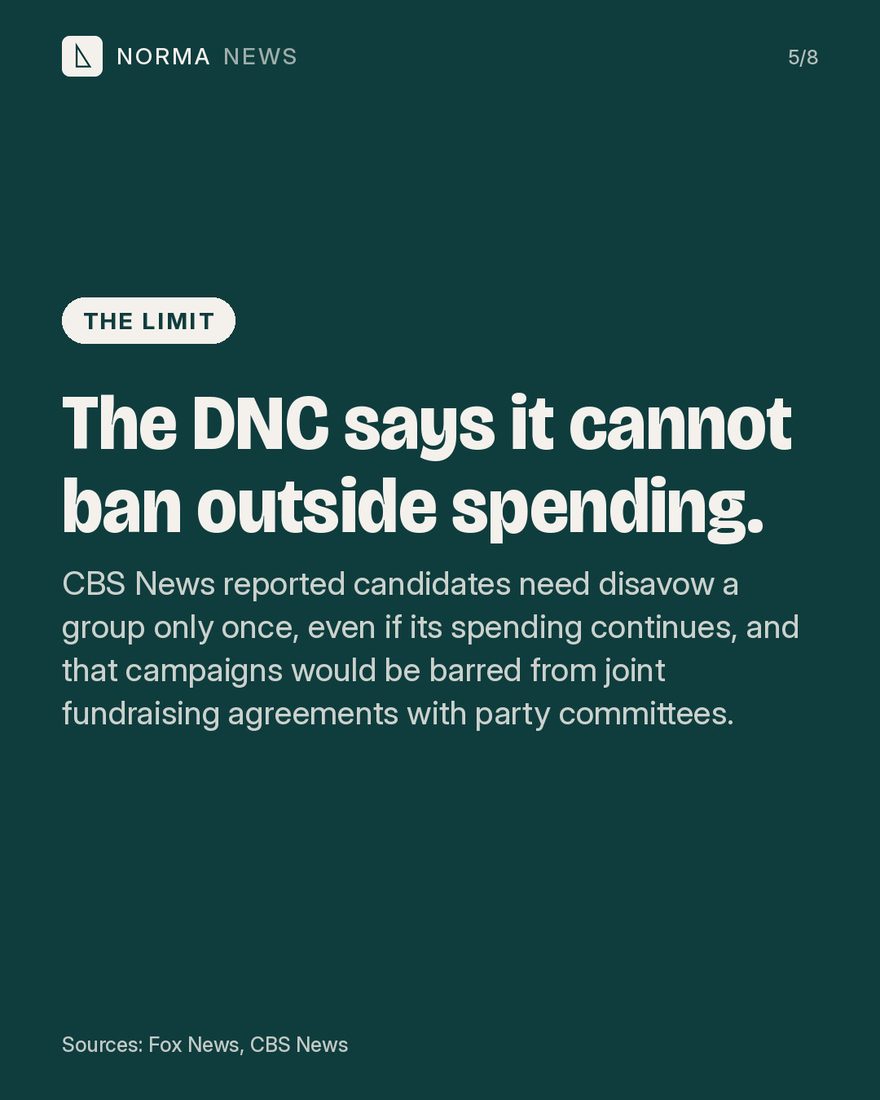 NORMA NEWS
5/8
THE LIMIT
The DNC says it cannot
ban outside spending.
CBS News reported candidates need disavow a
group only once, even if its spending continues, and
that campaigns would be barred from joint
fundraising agreements with party committees.
Sources: Fox News, CBS News